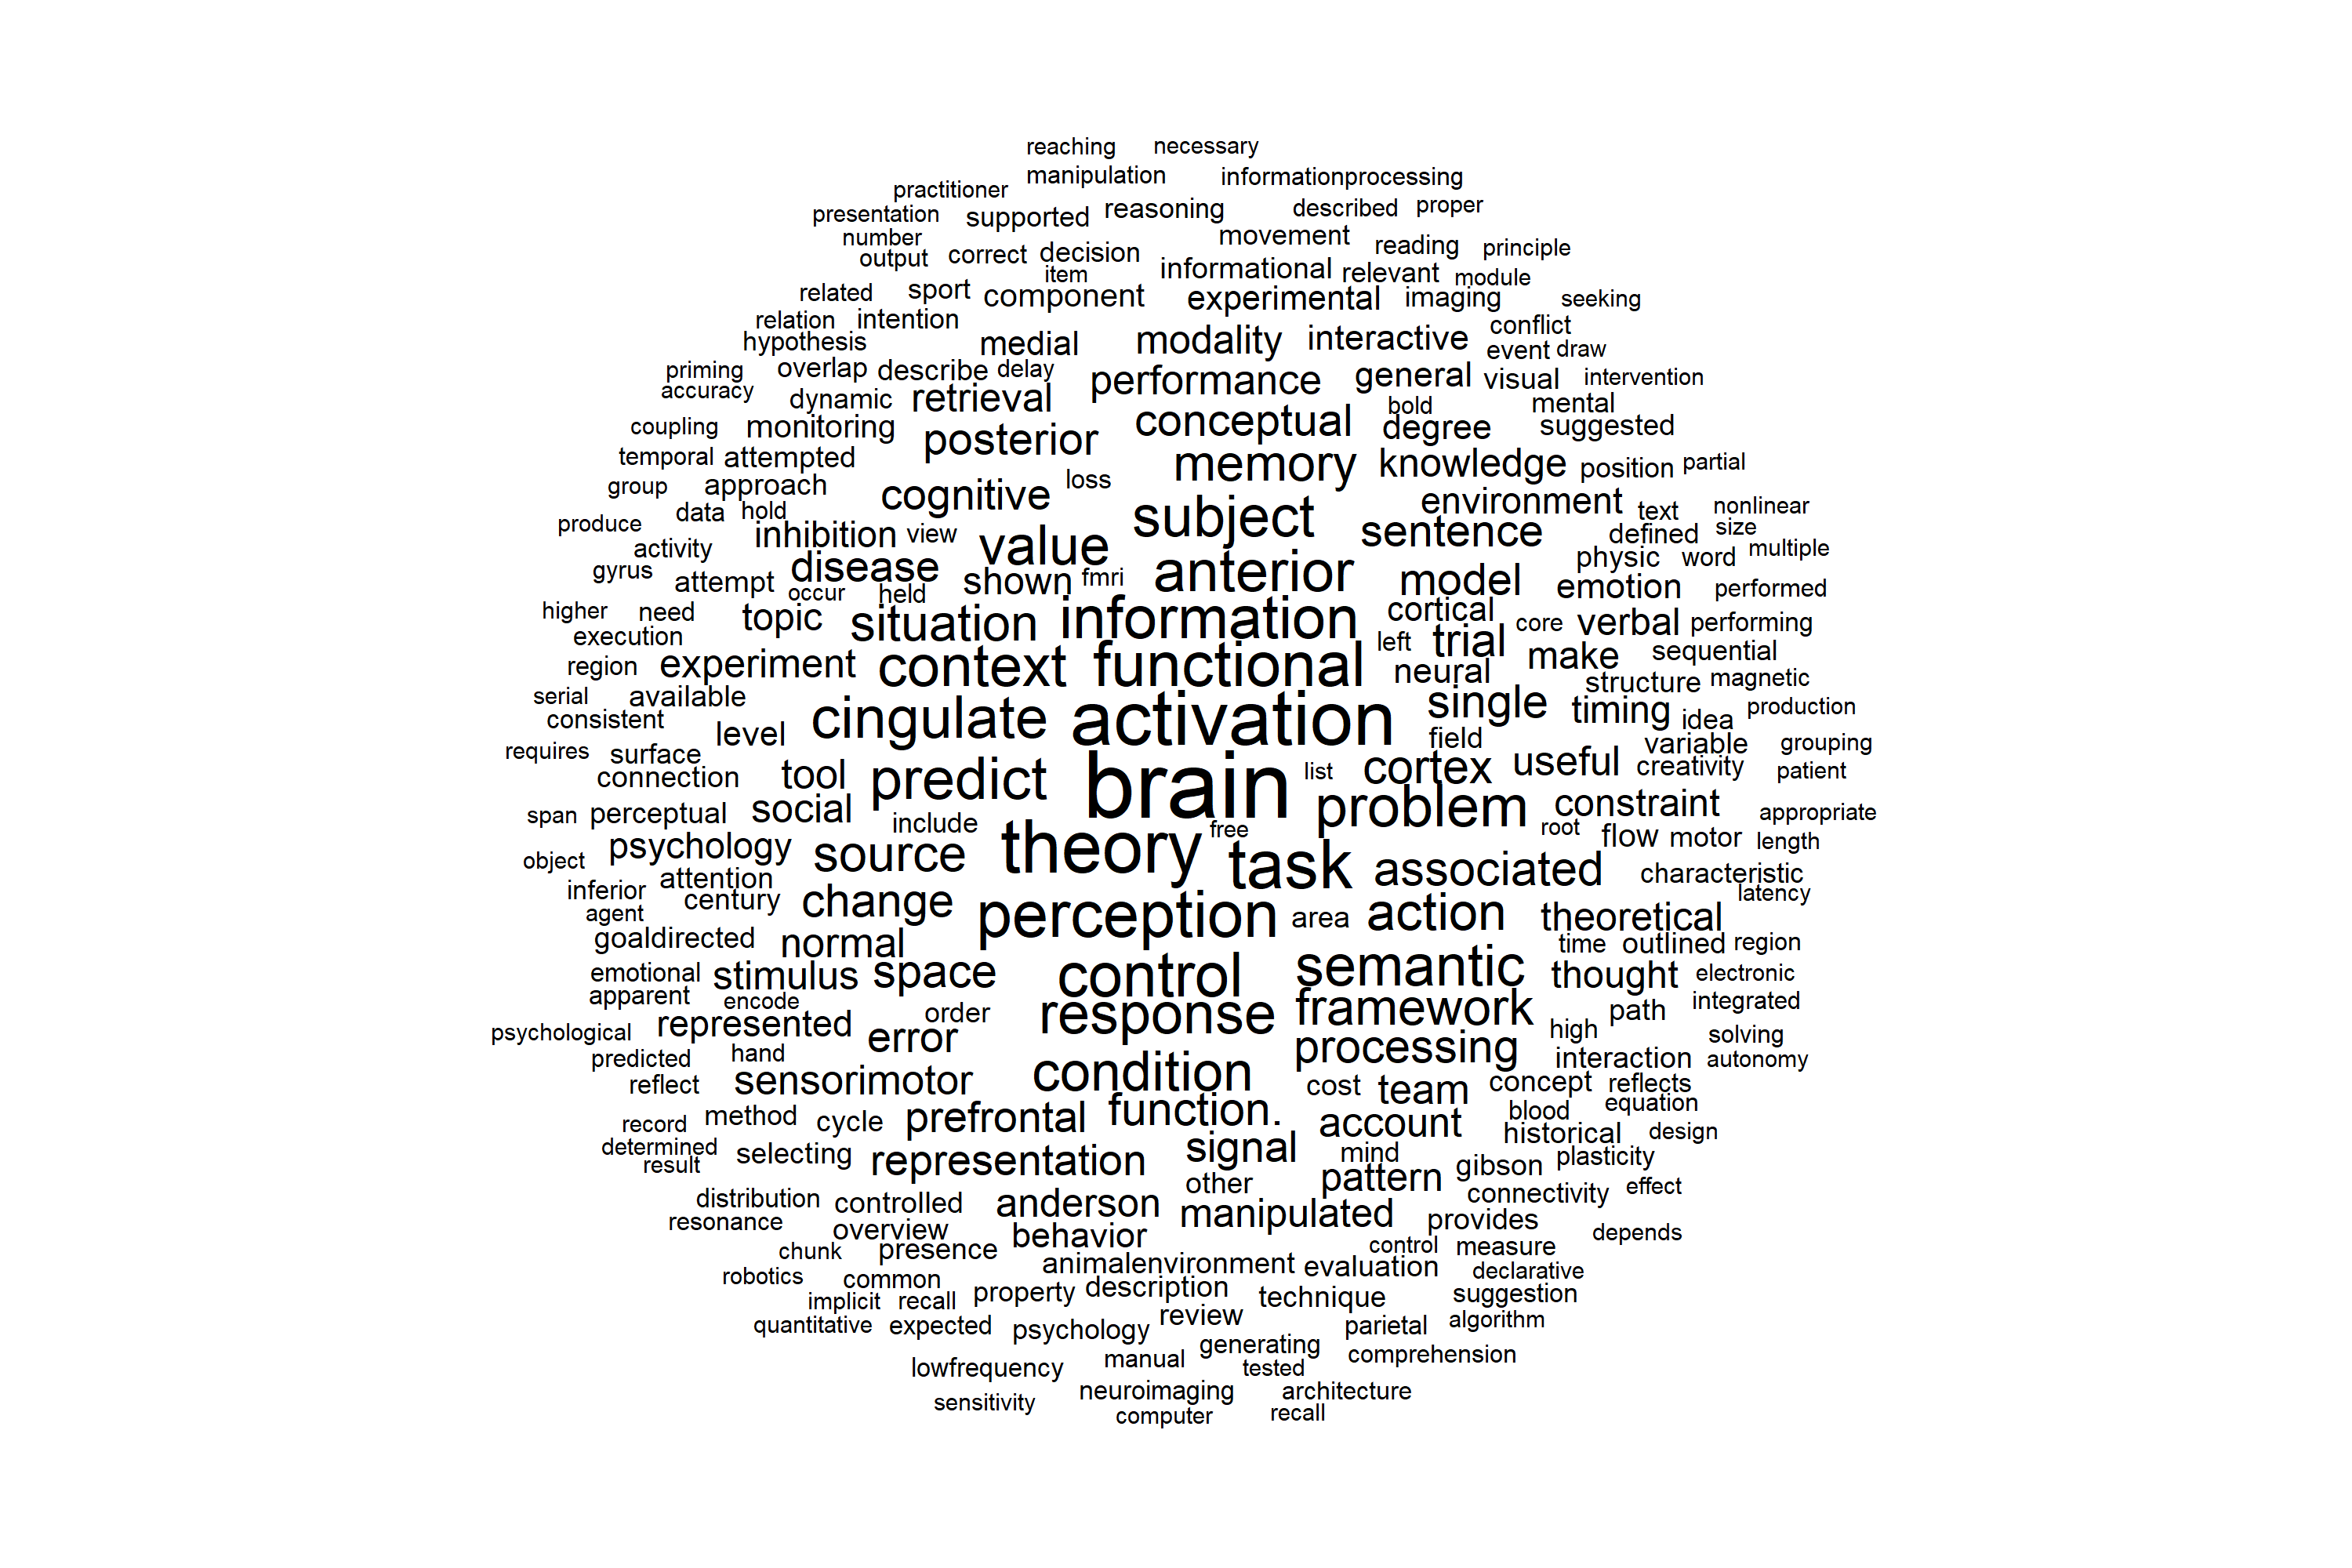 reaching necessary
manipulation informationprocessing
practitioner
presentation supported reasoning described proper
number movement reading principle
output correct decision
item informational relevant module
related sport component experimental imaging seeking
relation intention conflict
hypothesis medial modality interactive event draw
priming overlap describe delay performance general visual intervention
accuracy dynamic retrieval bold mental
coupling monitoring posterior conceptual degree suggested
temporal attempted memory knowledge position partial
group approach cognitive loss environment text nonlinear
produce data hold subject sentence defined size
activity inhibition view value physic word multiple
gyrus attempt disease occur held shown fmri anterior model emotion performed
higher need topic situation information cortical core verbal performing
execution left trial
region experiment context functional neural make sequential
serial available structure magnetic
consistent level cingulate activation single timing idea production
requires surface field variable grouping
connection tool predict brain list cortex useful creativity patient
span perceptual social include problem constraint appropriate
object psychology source theory free task root flow motor length
inferior attention associated characteristic
agent century change perception area action theoretical latency
goaldirected normal time outlined region
emotional stimulus space control semantic thought electronic
apparent encode integrated
psychological represented order error response framework high path solving
predicted hand processing interaction autonomy
reflect sensorimotor condition cost team concept reflects
record method cycle prefrontal function. account blood equation
determined historical design
result selecting representation signal mind pattern gibson plasticity
distribution controlled anderson other manipulated connectivity effect
resonance overview behavior provides depends
chunk presence animalenvironment control measure
robotics common evaluation declarative
implicit recall property description technique suggestion
quantitative expected psychology review parietal algorithm
lowfrequency manual generating comprehension
tested
sensitivity neuroimaging architecture
computer recall